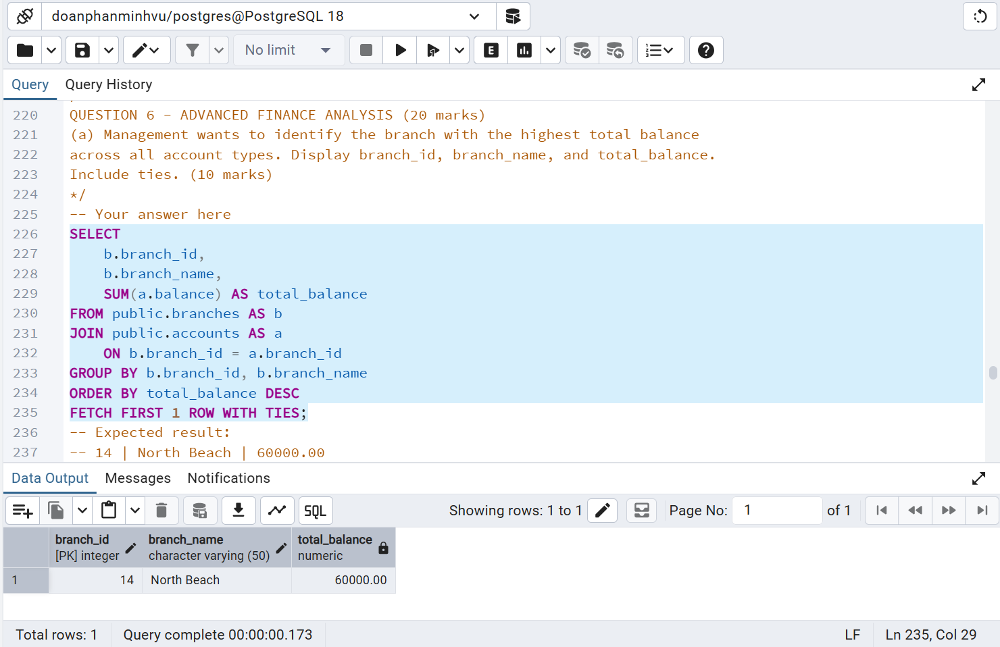 doanphanminhvu/postgres@PostgreSQL 18
No limit
E
Query Query History
220 QUESTION 6 - ADVANCED FINANCE ANALYSIS (20 marks)
221 (a) Management wants to identify the branch with the highest total balance
222 across all account types. Display branch_id, branch_name, and total_balance.
223 Include ties. (10 marks)
224 */
225 -- Your answer here
226 SELECT
227     b.branch_id,
228     b.branch_name,
229     SUM(a.balance) AS total_balance
230 FROM public.branches AS b
231 JOIN public.accounts AS a
232     ON b.branch_id = a.branch_id
233 GROUP BY b.branch_id, b.branch_name
234 ORDER BY total_balance DESC
235 FETCH FIRST 1 ROW WITH TIES;
236 -- Expected result:
237 -- 14 | North Beach | 60000.00
Data Output Messages Notifications
SQL Showing rows: 1 to 1 Page No: 1 of 1
branch_id branch_name total_balance
[PK] integer character varying (50) numeric
1 14 North Beach 60000.00
Total rows: 1 Query complete 00:00:00.173 LF Ln 235, Col 29